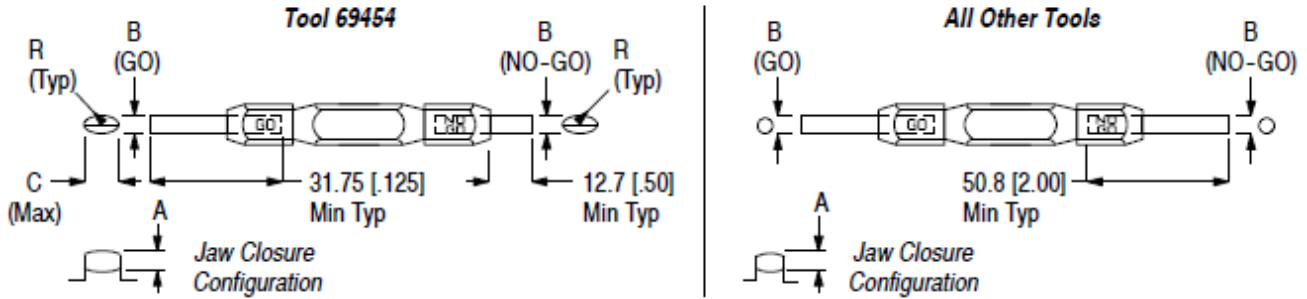 Tool 69454
R
(Typ)
B
(GO)
B
(NO-GO)
R
(Typ)
GO
C
(Max)
31.75 [.125]
Min Typ
12.7 [.50]
Min Typ
A
Jaw Closure
Configuration
All Other Tools
B
(GO)
B
(NO-GO)
GO
50.8 [2.00]
Min Typ
A
Jaw Closure
Configuration